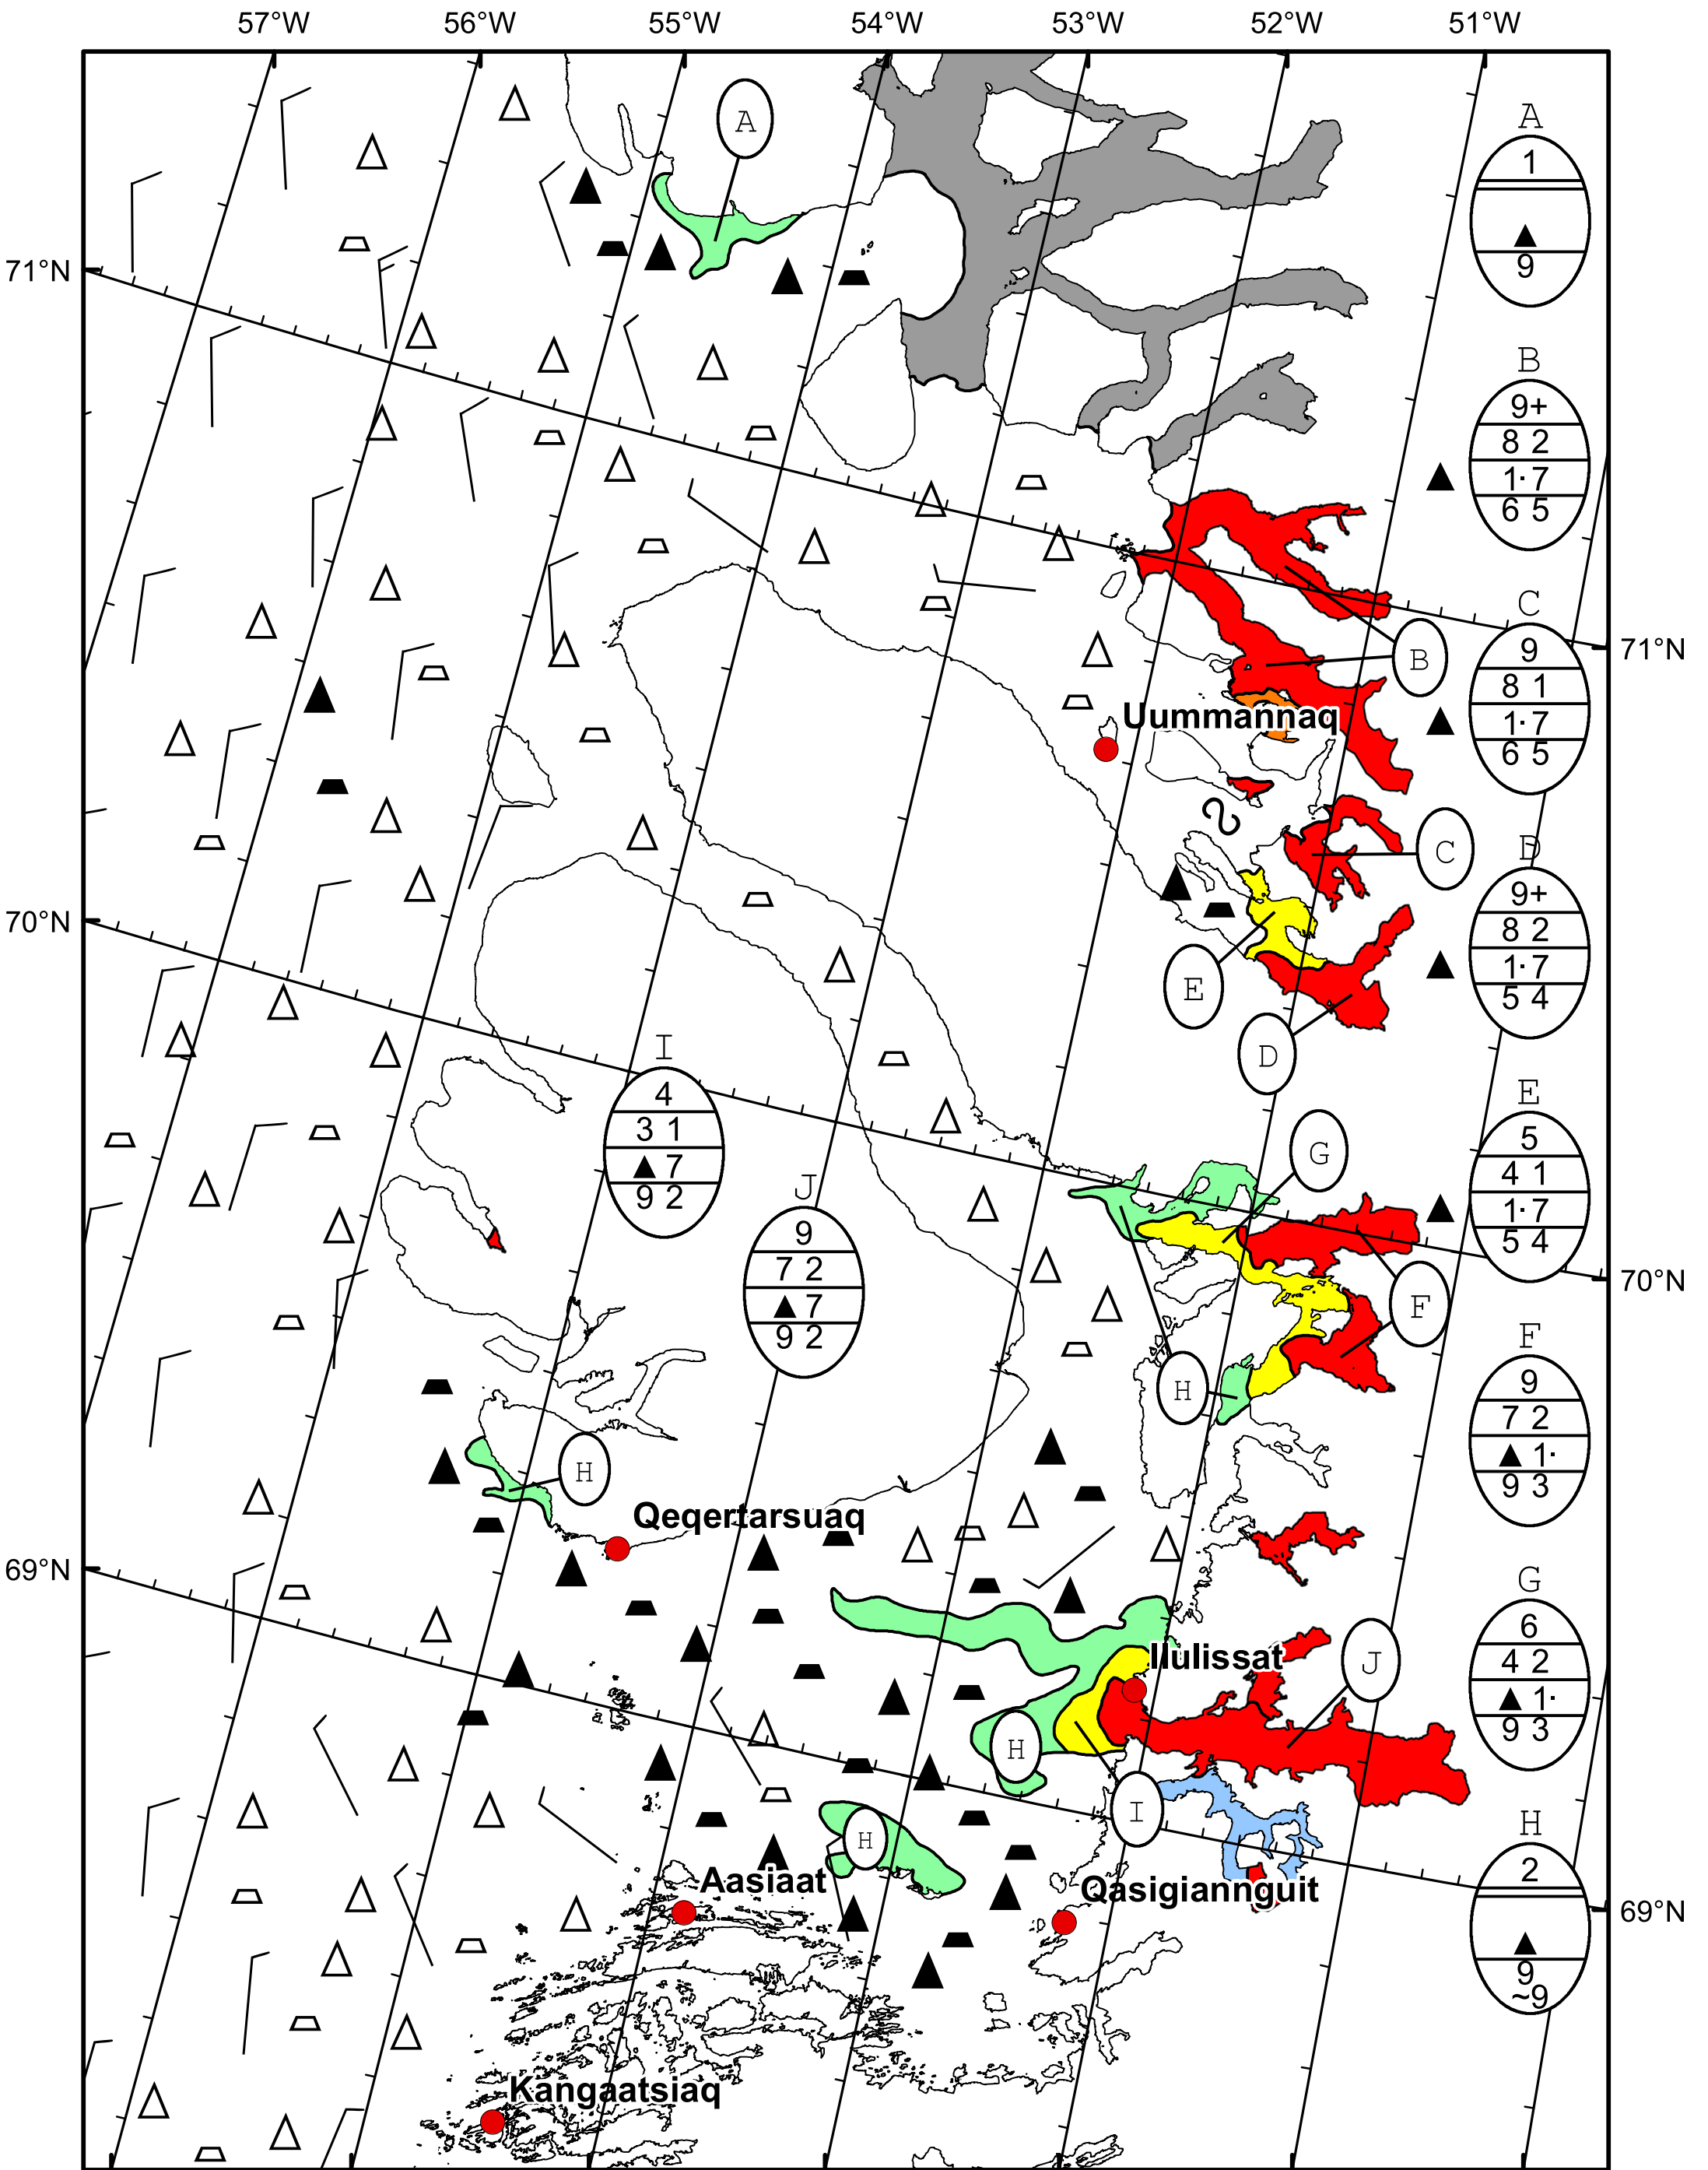 57°W 56°W 55°W 54°W 53°W 52°W 51°W
A
A
1
9
71°N
B
9+
8 2
1· 7
6 5
C
71°N
9
B
8 1
Uummannaq
1· 7
6 5
C
D
9+
70°N
8 2
1· 7
E
5 4
D
I
4
3 1
7
9 2
E
5
G
4 1
1· 7
J
5 4
9
7 2
7
9 2
70°N
F
F
9
H
7 2
1·
H
9 3
Qeqertarsuaq
69°N
G
6
Ilulissat
J
4 2
1·
9 3
H
I
H
H
2
Aasiaat
Qasigiannguit
69°N
9
~9
Kangaatsiaq